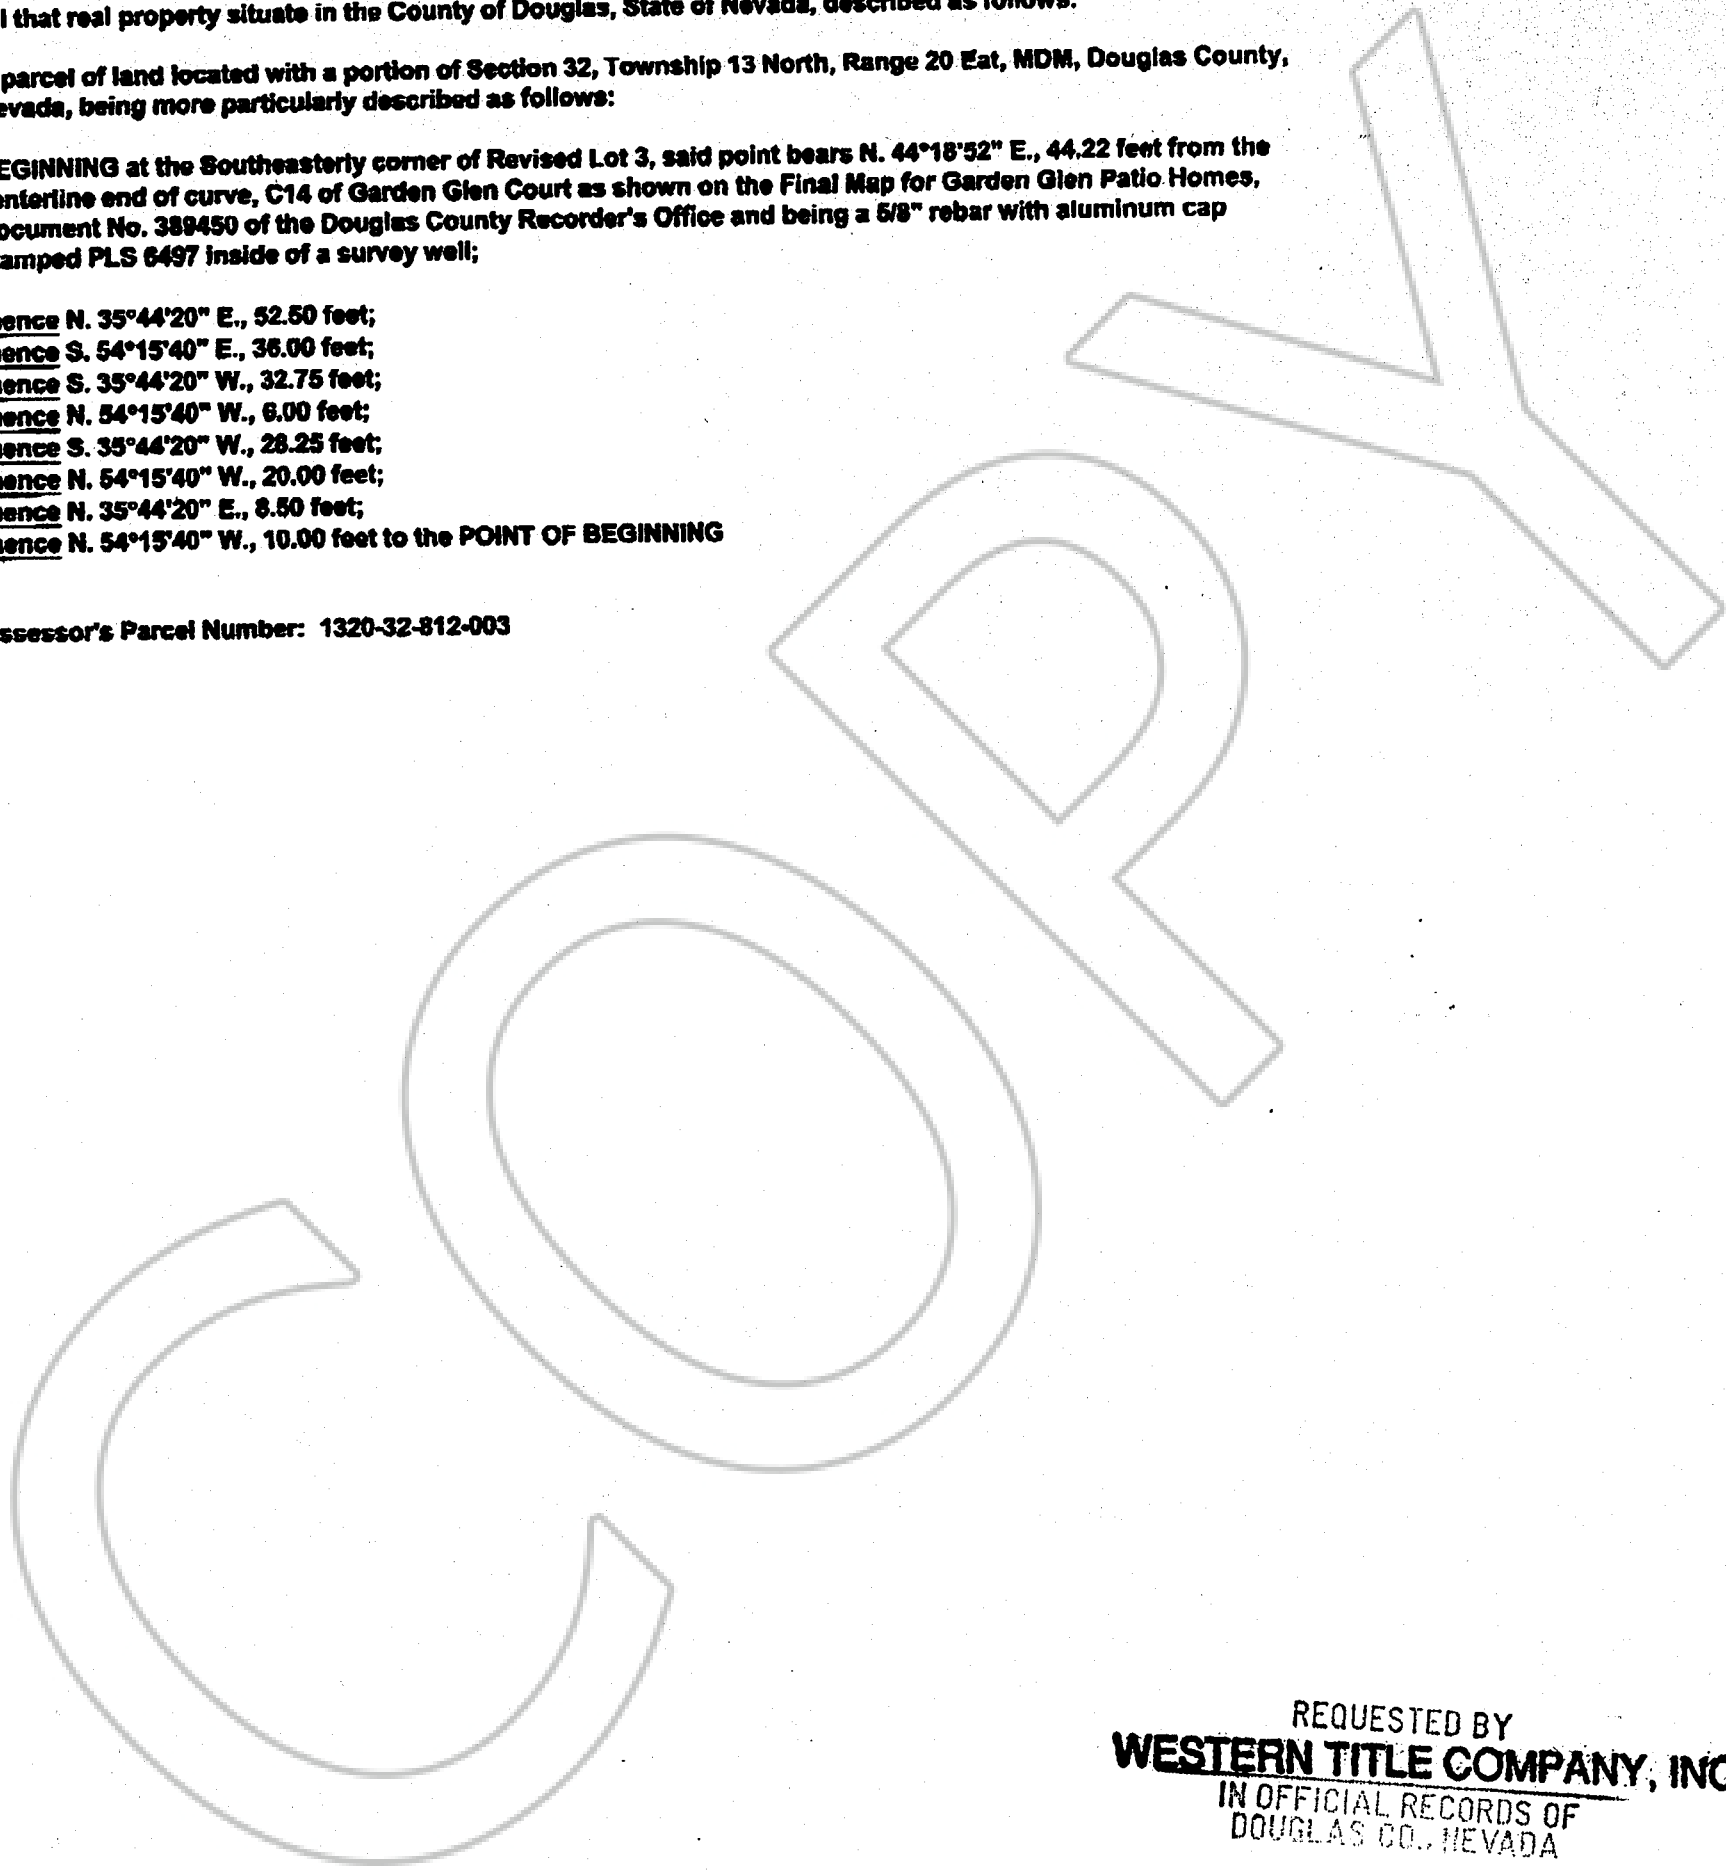 l that real property situate in the County of Douglas, State of Nevada, described as follows:
parcel of land located with a portion of Section 32, Township 13 North, Range 20 Eat, MDM, Douglas County,
evada, being more particularly described as follows:
EGINNING at the Southeasterly corner of Revised Lot 3, said point bears N. 44°18'52" E., 44.22 feet from the
enterline end of curve, C14 of Garden Glen Court as shown on the Final Map for Garden Glen Patio Homes,
ocument No. 389450 of the Douglas County Recorder's Office and being a 5/8" rebar with aluminum cap
amped PLS 6497 inside of a survey well;
ence N. 35°44'20" E., 52.50 feet;
ence S. 54°15'40" E., 36.00 feet;
ence S. 35°44'20" W., 32.75 feet;
ence N. 54°15'40" W., 6.00 feet;
ence S. 35°44'20" W., 28.25 feet;
ence N. 54°15'40" W., 20.00 feet;
ence N. 35°44'20" E., 8.50 feet;
ence N. 54°15'40" W., 10.00 feet to the POINT OF BEGINNING
ssessor's Parcel Number: 1320-32-812-003
COPY
REQUESTED BY
WESTERN TITLE COMPANY, INC
IN OFFICIAL RECORDS OF
DOUGLAS CO., NEVADA